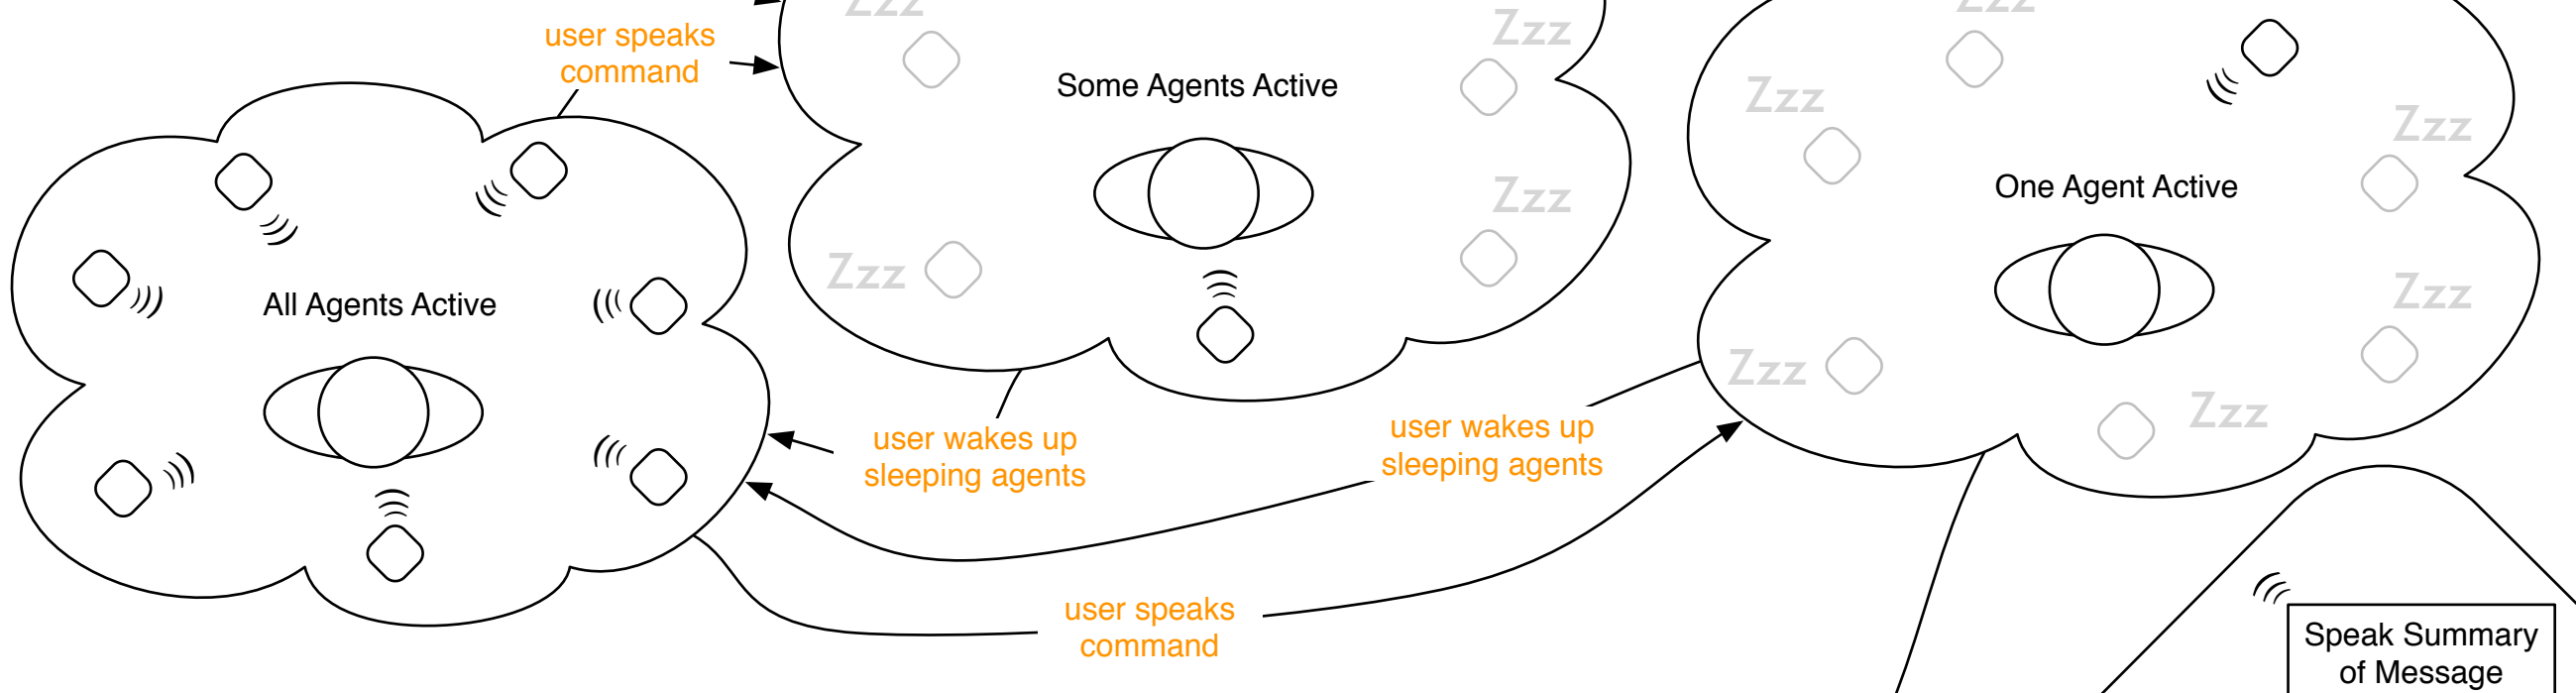 Zzz
Zzz
user speaks
command
Zzz
Some Agents Active
Zzz
Zzz
One Agent Active
Zzz
Zzz
Zzz
All Agents Active
Zzz
Zzz
user wakes up
sleeping agents
user wakes up
sleeping agents
user speaks
command
Speak Summary
of Message